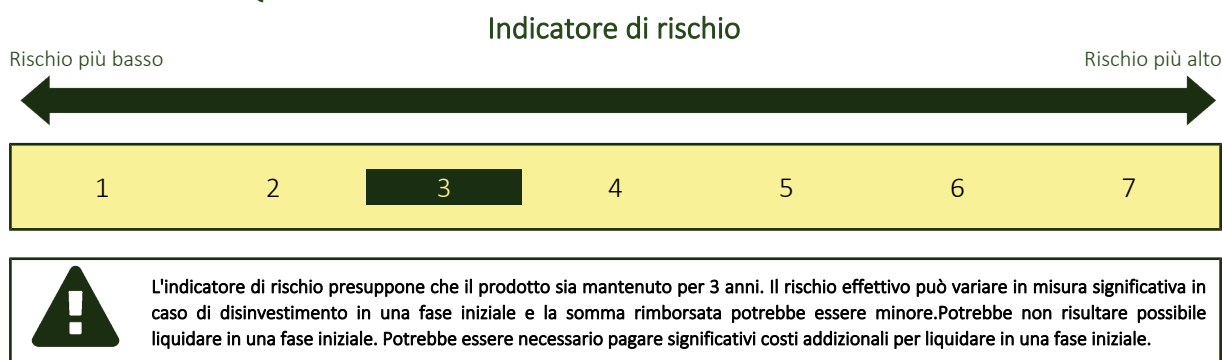 Indicatore di rischio
Rischio più basso
Rischio più alto
1 2 3 4 5 6 7
L'indicatore di rischio presuppone che il prodotto sia mantenuto per 3 anni. Il rischio effettivo può variare in misura significativa in
caso di disinvestimento in una fase iniziale e la somma rimborsata potrebbe essere minore.Potrebbe non risultare possibile
liquidare in una fase iniziale. Potrebbe essere necessario pagare significativi costi addizionali per liquidare in una fase iniziale.